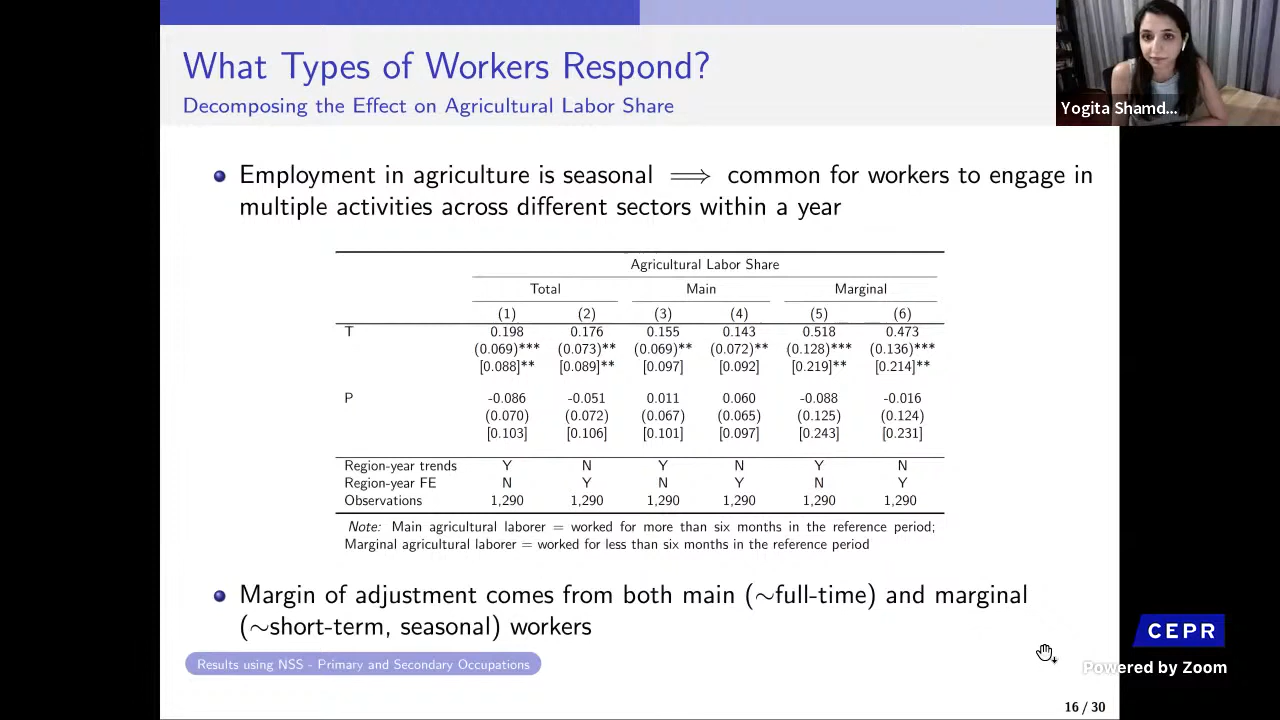 What Types of Workers Respond?
Decomposing the Effect on Agricultural Labor Share
Yogita Shamd...
Employment in agriculture is seasonal ⟹ common for workers to engage in
multiple activities across different sectors within a year
Agricultural Labor Share
Total Main Marginal
(1) (2) (3) (4) (5) (6)
T 0.198 0.176 0.155 0.143 0.518 0.473
(0.069)*** (0.073)** (0.069)** (0.072)** (0.128)*** (0.136)***
[0.088]** [0.089]** [0.097] [0.092] [0.219]** [0.214]**
P -0.086 -0.051 0.011 0.060 -0.088 -0.016
(0.070) (0.072) (0.067) (0.065) (0.125) (0.124)
[0.103] [0.106] [0.101] [0.097] [0.243] [0.231]
Region-year trends Y N Y N Y N
Region-year FE N Y N Y N Y
Observations 1,290 1,290 1,290 1,290 1,290 1,290
Note: Main agricultural laborer = worked for more than six months in the reference period;
Marginal agricultural laborer = worked for less than six months in the reference period
Margin of adjustment comes from both main (∼full-time) and marginal
(∼short-term, seasonal) workers
Results using NSS - Primary and Secondary Occupations
CEPR
Powered by Zoom
16 / 30